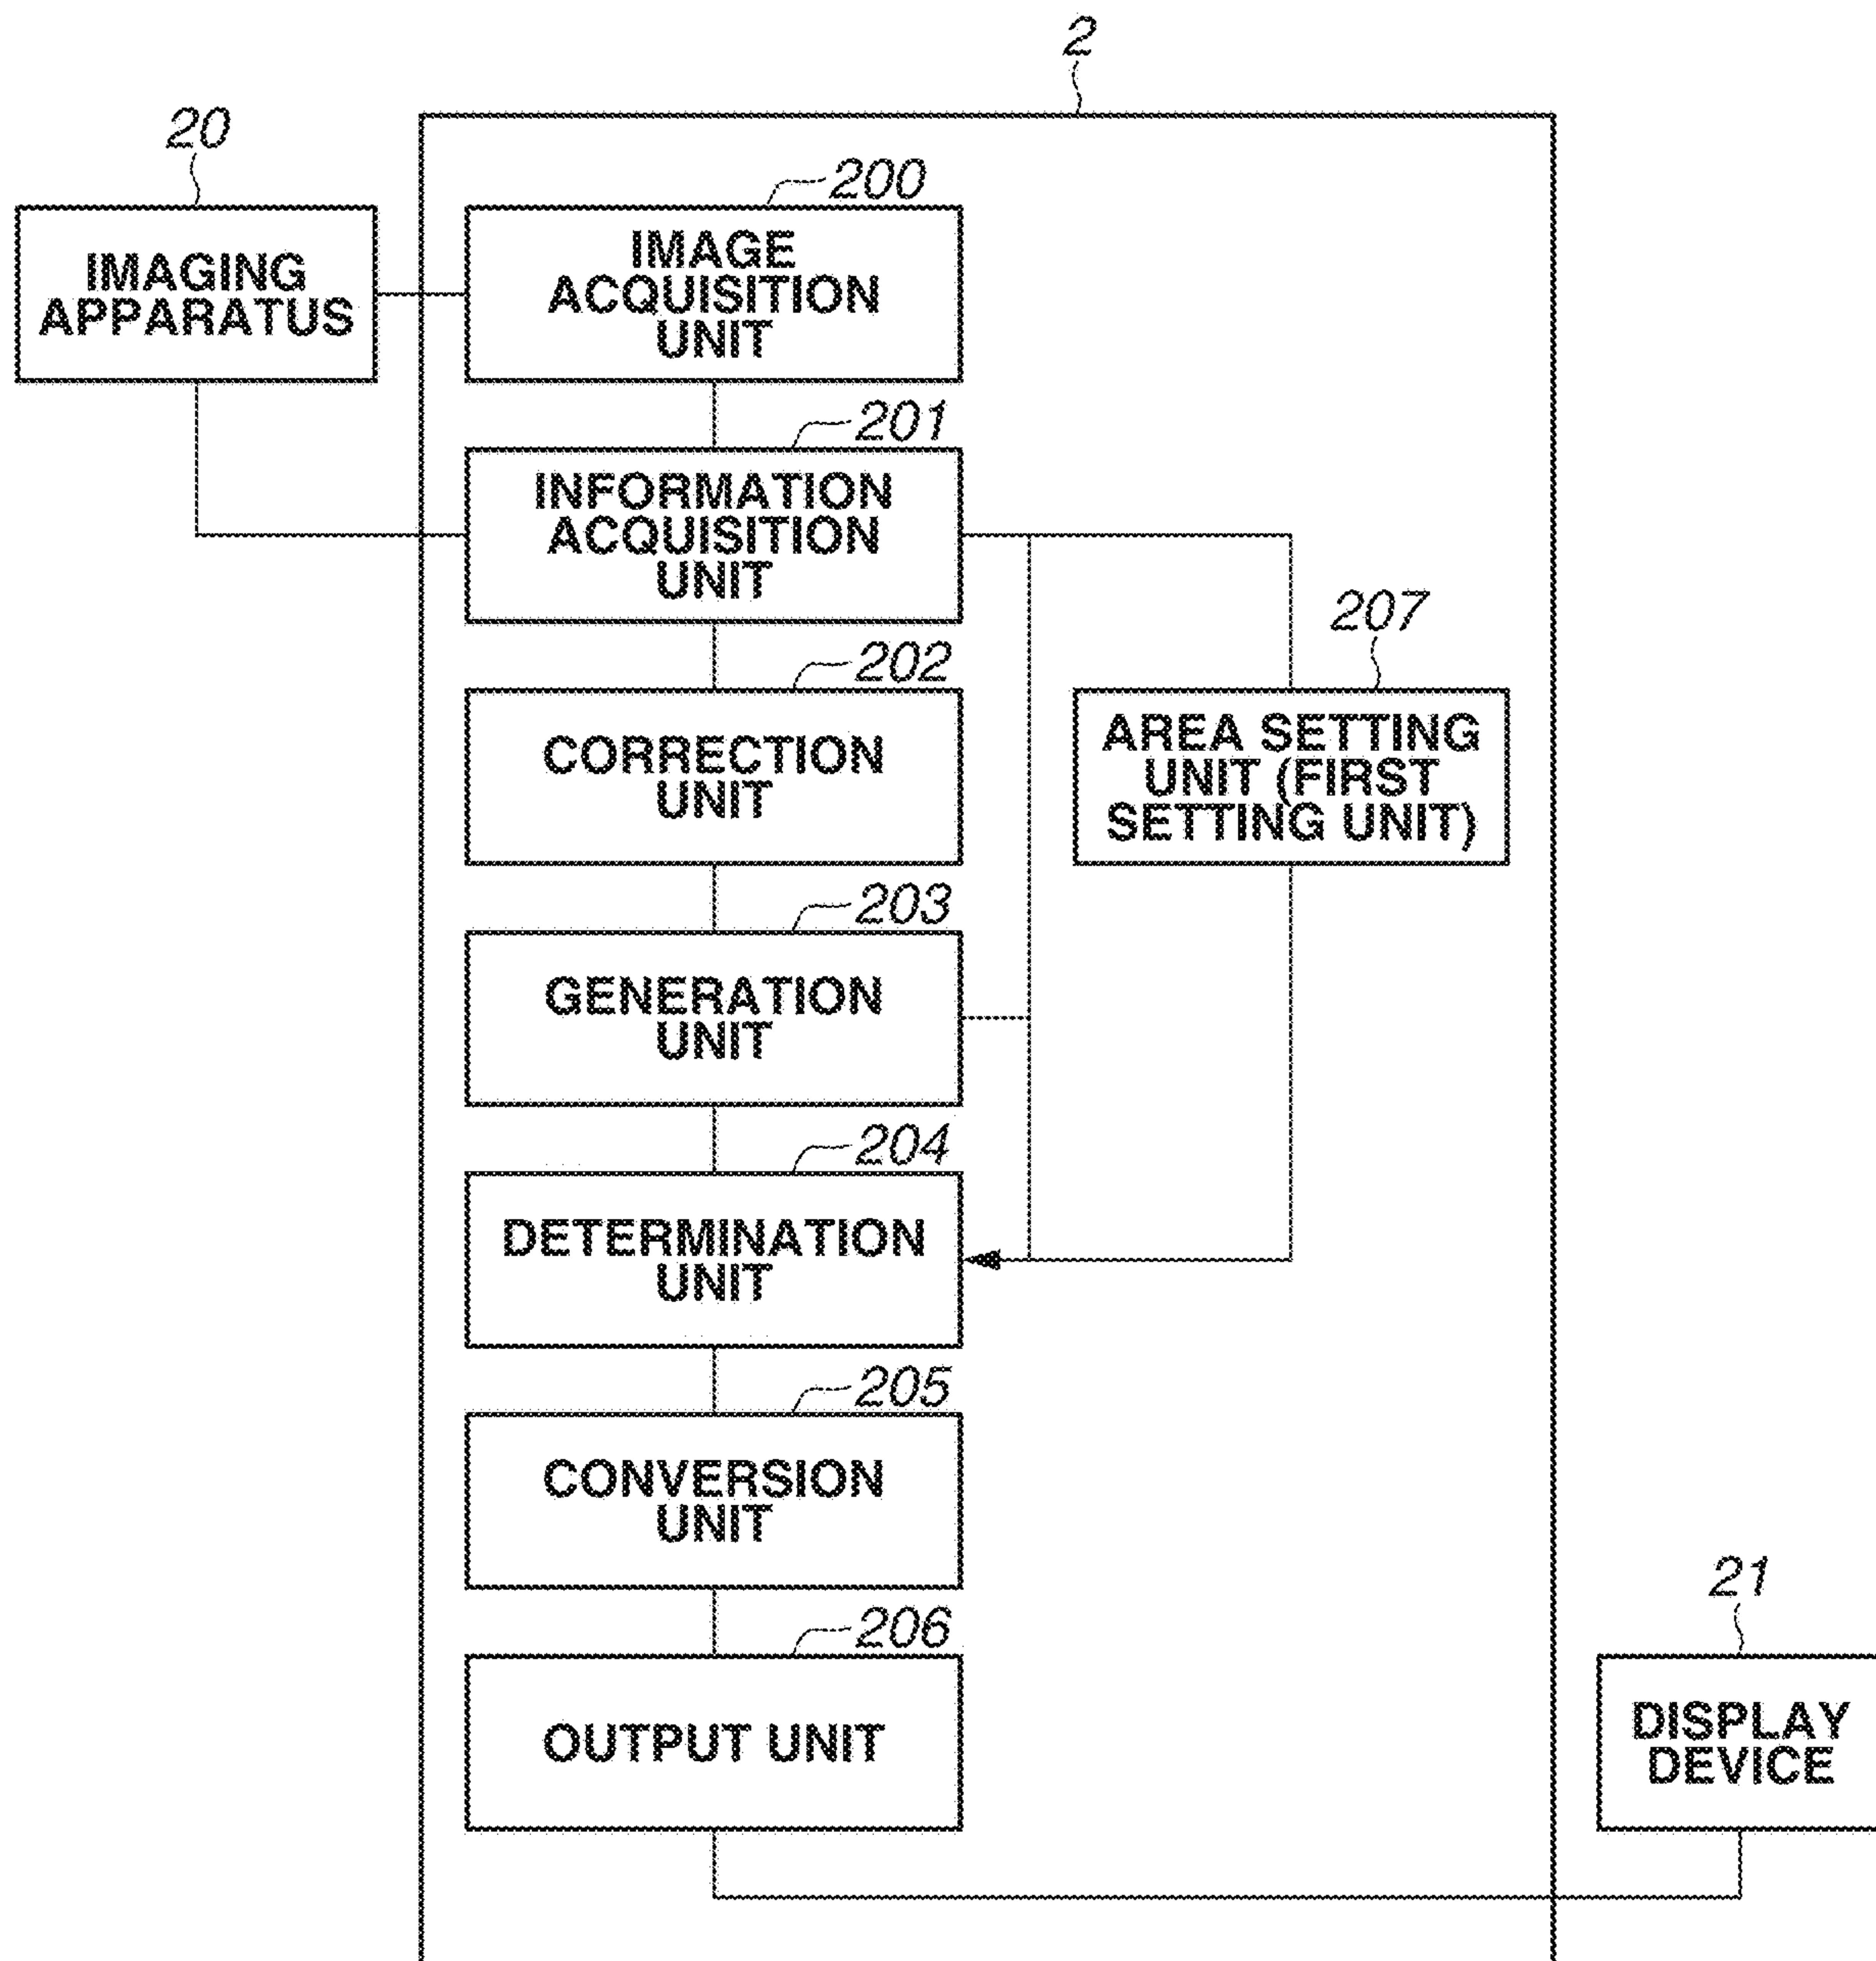 2
20
200
IMAGING
APPARATUS
IMAGE
ACQUISITION
UNIT
201
INFORMATION
ACQUISITION
UNIT
207
202
CORRECTION
UNIT
AREA SETTING
UNIT (FIRST
SETTING UNIT)
203
GENERATION
UNIT
204
DETERMINATION
UNIT
205
CONVERSION
UNIT
21
206
OUTPUT UNIT
DISPLAY
DEVICE